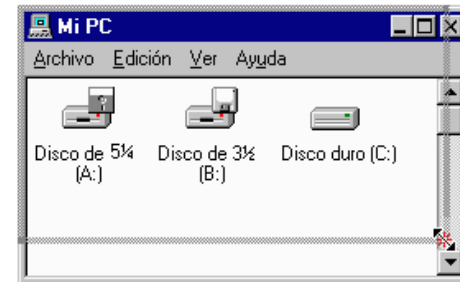 Mi PC
Archivo Edición Ver Ayuda
Disco de 5¼ Disco de 3½ Disco duro (C:)
(A:) (B:)